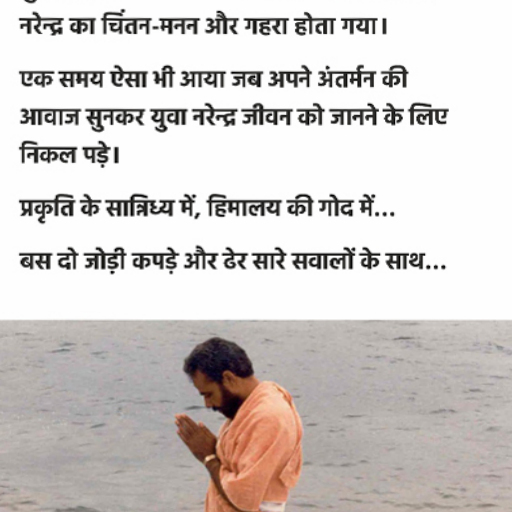 नरेन्द्र का चिंतन-मनन और गहरा होता गया।
एक समय ऐसा भी आया जब अपने अंतर्मन की
आवाज सुनकर युवा नरेन्द्र जीवन को जानने के लिए
निकल पड़े।
प्रकृति के सान्निध्य में, हिमालय की गोद में...
बस दो जोड़ी कपड़े और ढेर सारे सवालों के साथ...